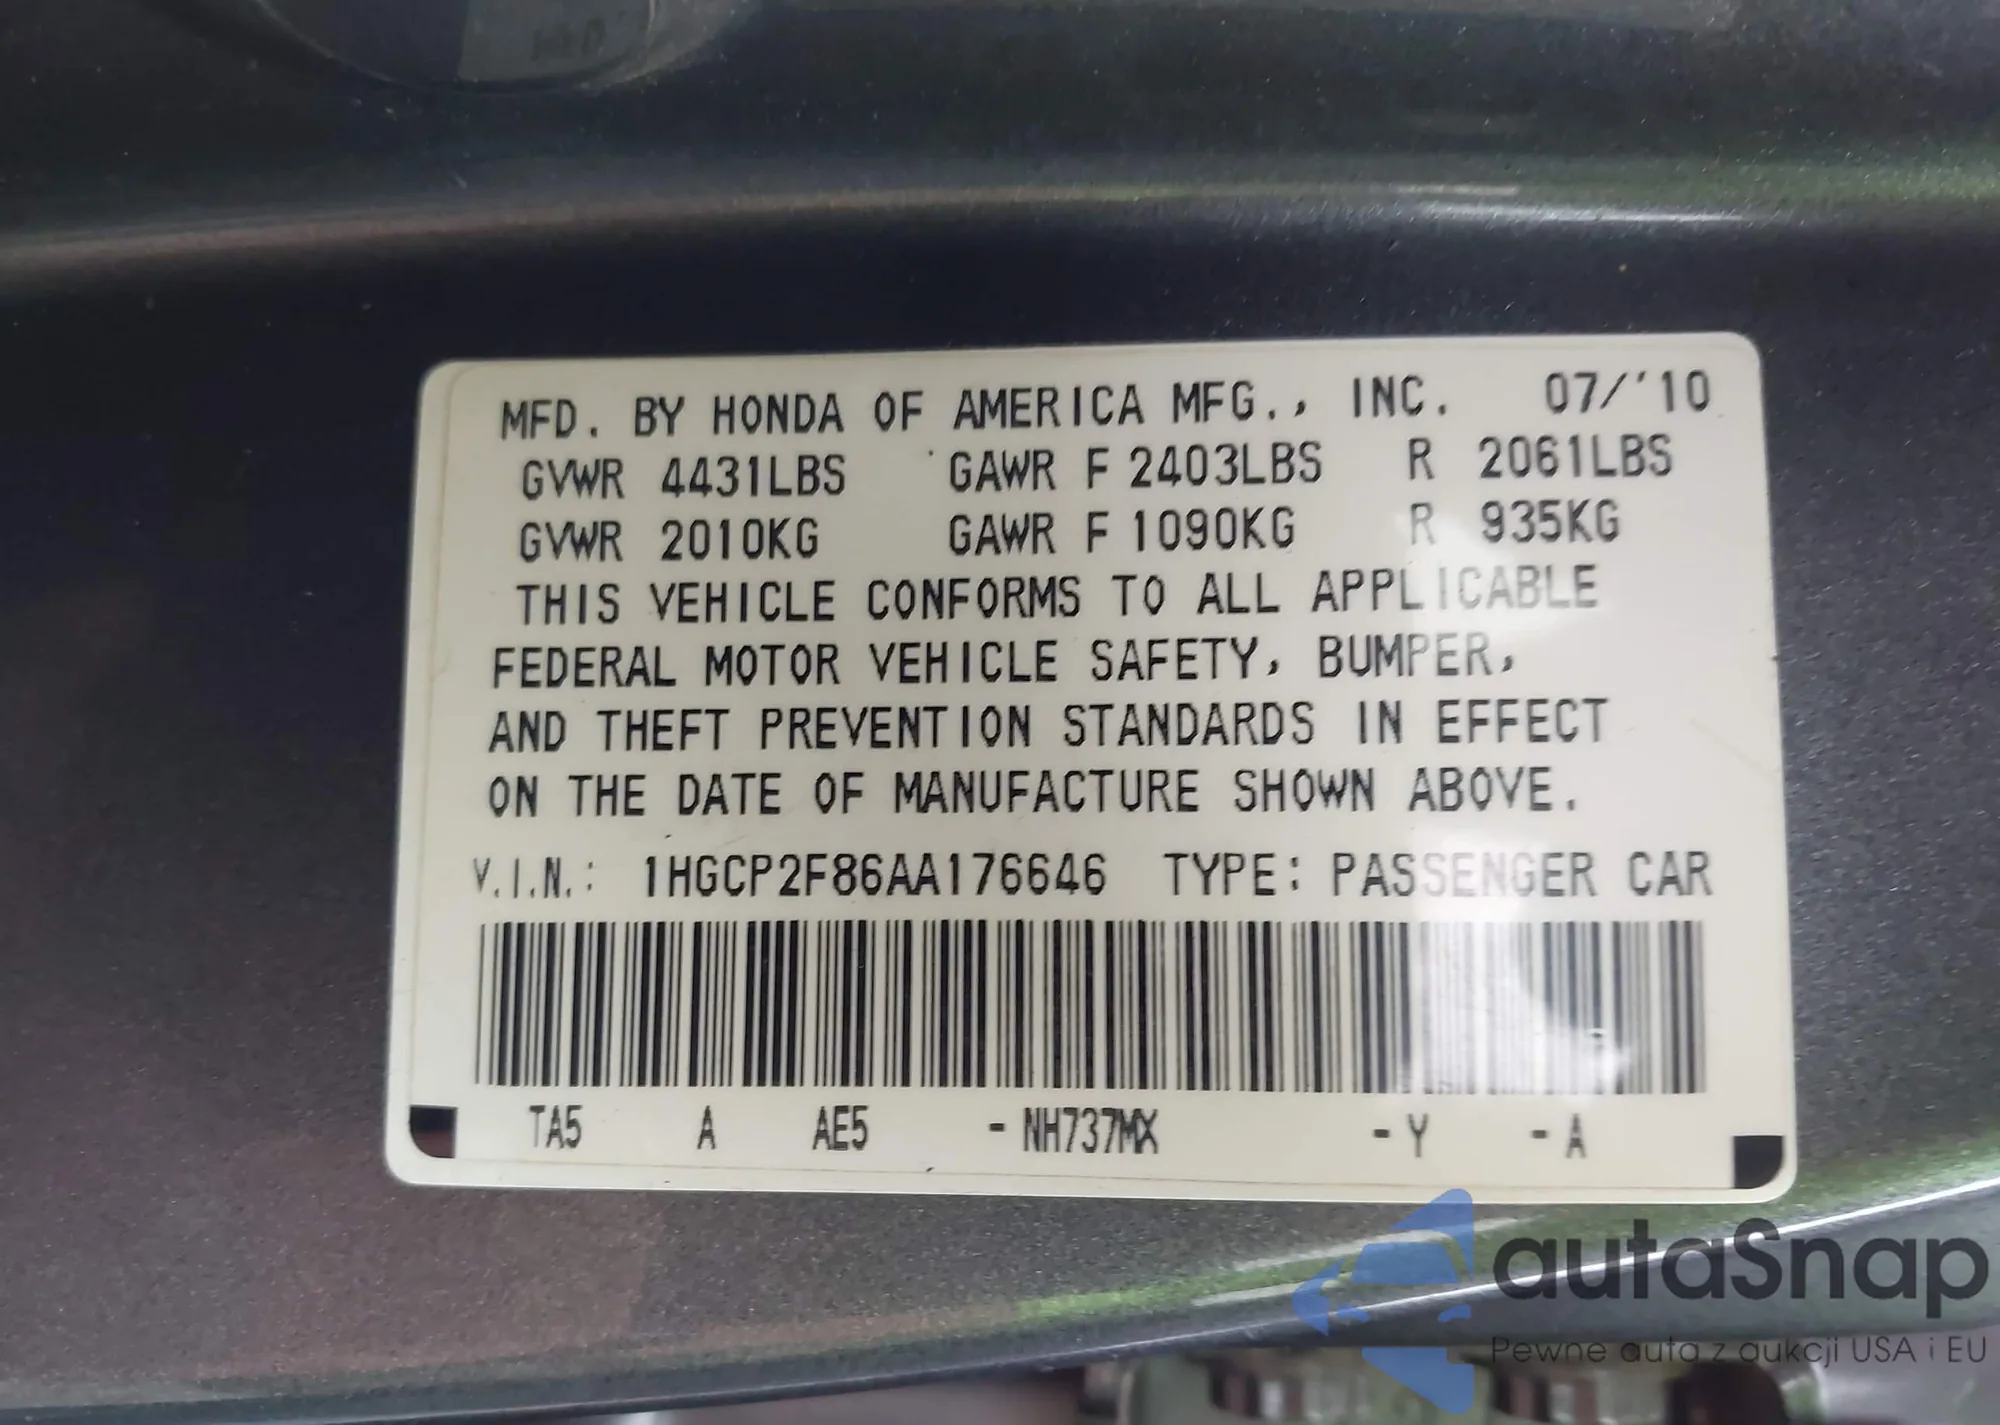 MFD. BY HONDA OF AMERICA MFG., INC. 07/'10
GVWR 4431LBS GAWR F 2403LBS R 2061LBS
GVWR 2010KG GAWR F 1090KG R 935KG
THIS VEHICLE CONFORMS TO ALL APPLICABLE
FEDERAL MOTOR VEHICLE SAFETY, BUMPER,
AND THEFT PREVENTION STANDARDS IN EFFECT
ON THE DATE OF MANUFACTURE SHOWN ABOVE.
V.I.N.: 1HGCP2F86AA176646 TYPE: PASSENGER CAR
TA5 A AE5 - NH737MX - Y - A
autaSnap
Pewne auta z aukcji USA i EU